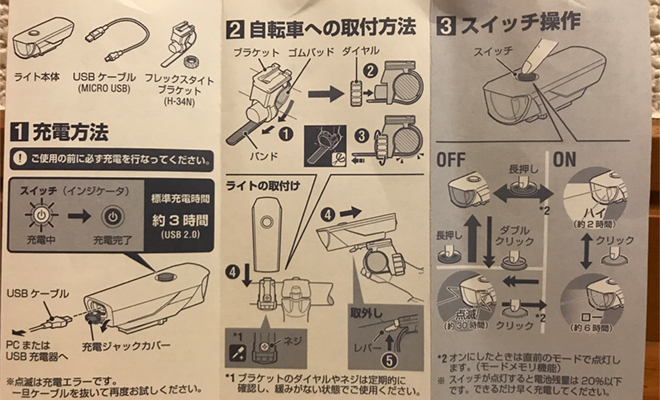 ライト本体
USB ケーブル
(MICRO USB)
フレックスタイト
ブラケット
(H-34N)
1 充電方法
! ご使用の前に必ず充電を行なってください。
スイッチ（インジケータ）
充電中
充電完了
標準充電時間
約3時間
(USB 2.0)
USB ケーブル
PC または
USB 充電器へ
充電ジャックカバー
※点滅は充電エラーです。
一旦ケーブルを抜いて再度お試しください。
2 自転車への取付方法
ブラケット ゴムパッド ダイヤル
❷
❶
❸
バンド
ライトの取付け
❹
❹
取外し
レバー
❺
*1
ネジ
*1 ブラケットのダイヤルやネジは定期的に
確認し、緩みがない状態でご使用ください。
3 スイッチ操作
スイッチ
OFF
長押し
ON
*2
ハイ
(約2時間)
長押し
ダブル
クリック
クリック
点滅
(約30時間)
クリック
*2
ロー
(約6時間)
*2 オンにしたときは直前のモードで点灯し
ます。(モードメモリ機能)
※ スイッチが点灯すると電池残量は 20%以下
です。できるだけ早く充電してください。